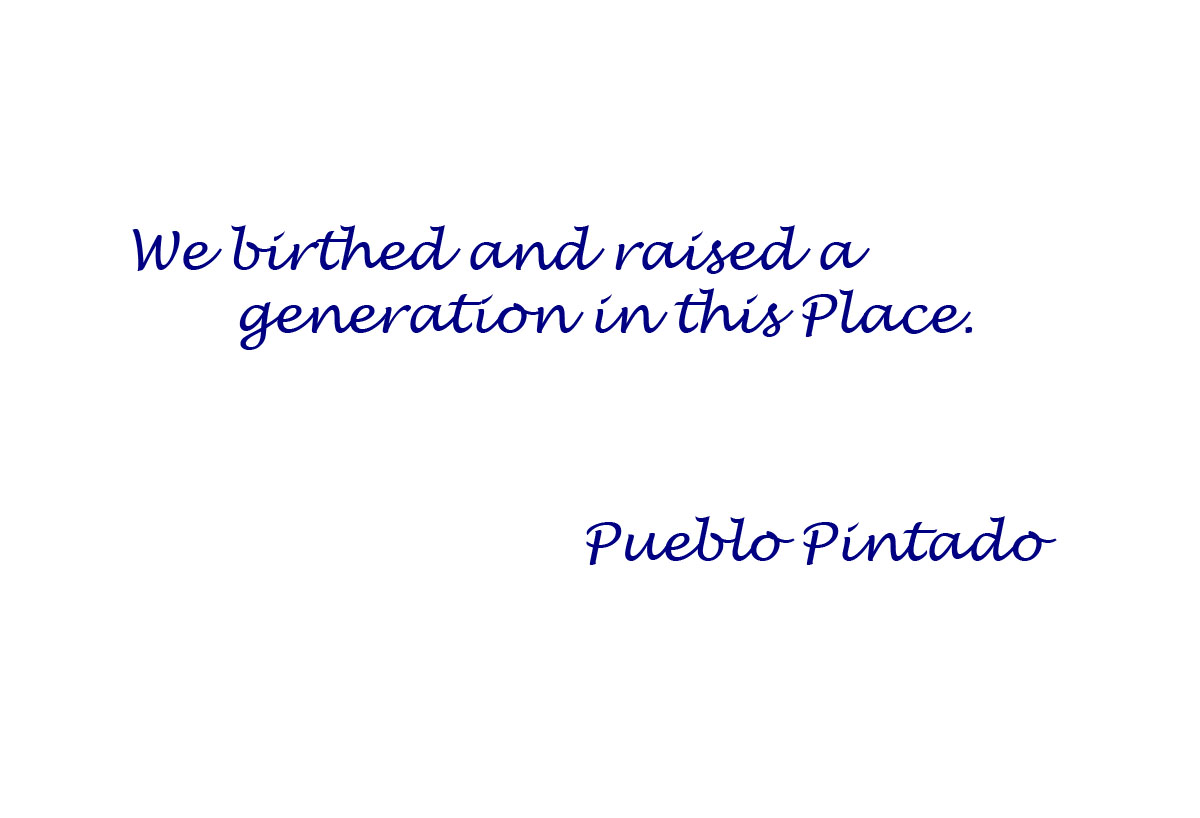 We birthed and raised a
generation in this Place.
Pueblo Pintado